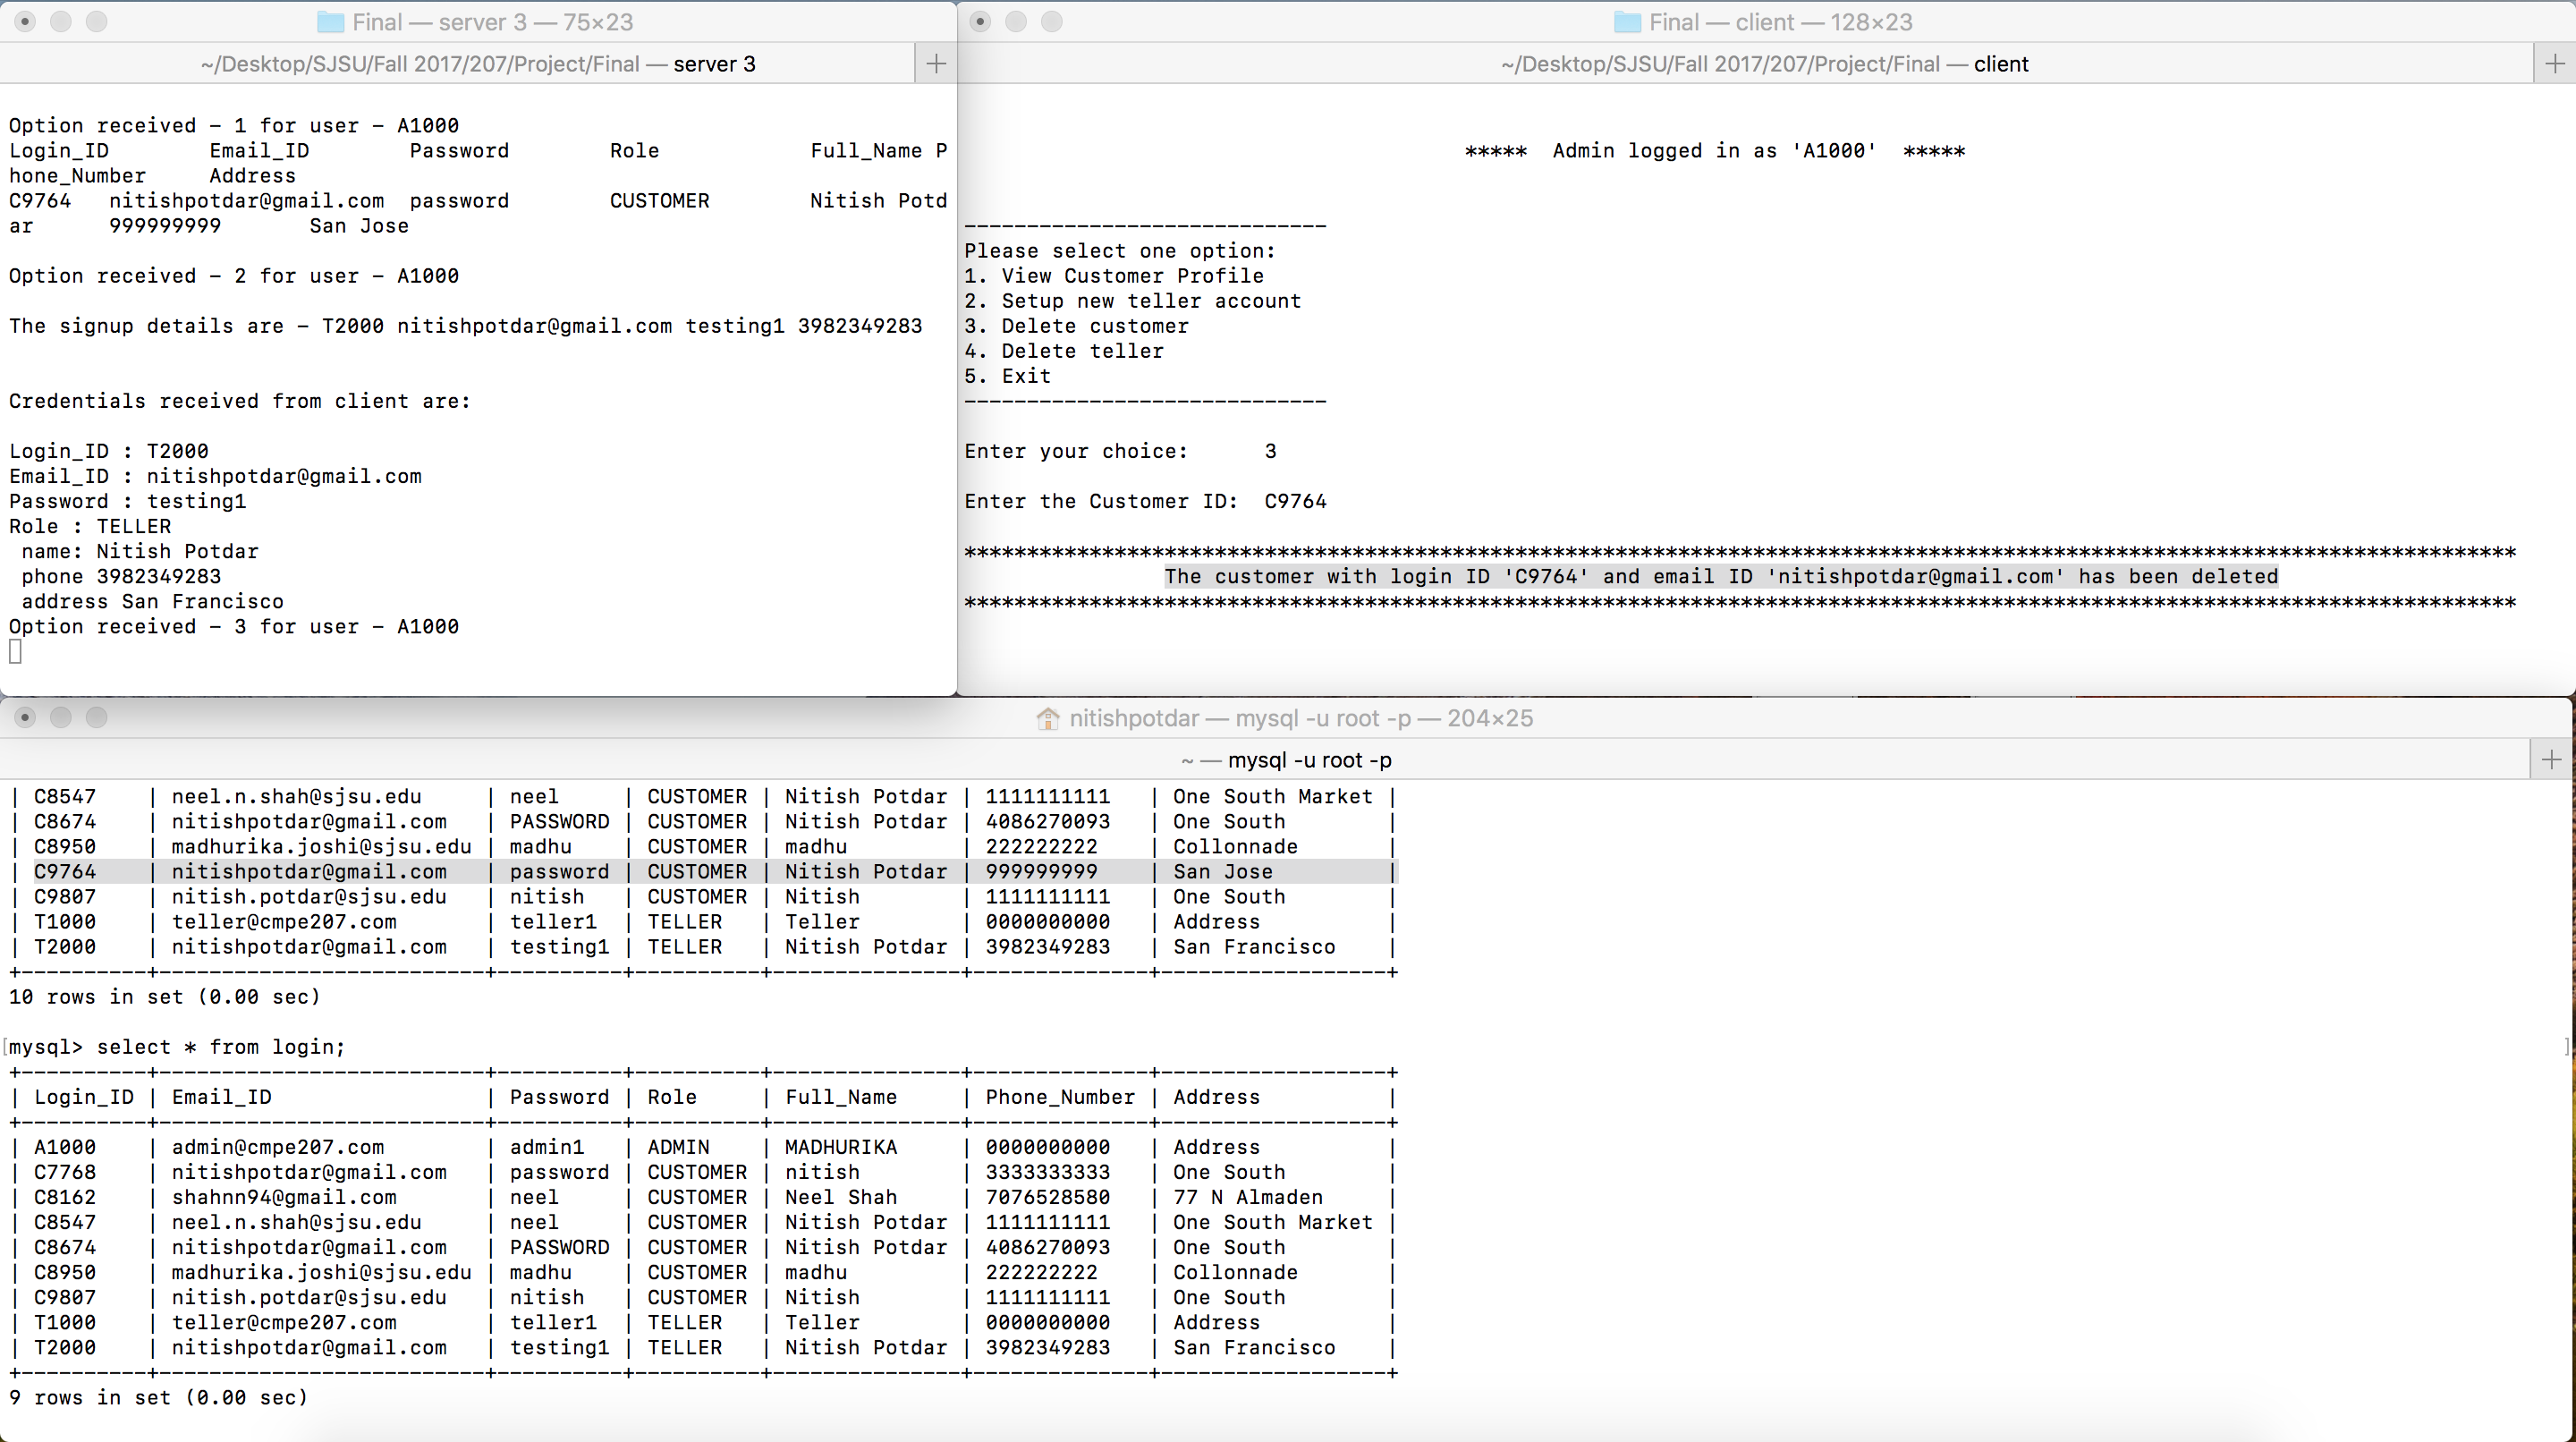 Final — server 3 — 75×23
~/Desktop/SJSU/Fall 2017/207/Project/Final — server 3
Option received - 1 for user - A1000
Login_ID        Email_ID        Password        Role            Full_Name P
hone_Number     Address
C9764   nitishpotdar@gmail.com  password        CUSTOMER        Nitish Potd
ar      999999999       San Jose
Option received - 2 for user - A1000
The signup details are - T2000 nitishpotdar@gmail.com testing1 3982349283
Credentials received from client are:
Login_ID : T2000
Email_ID : nitishpotdar@gmail.com
Password : testing1
Role : TELLER
 name: Nitish Potdar
 phone 3982349283
 address San Francisco
Option received - 3 for user - A1000
Final — client — 128×23
~/Desktop/SJSU/Fall 2017/207/Project/Final — client
*****  Admin logged in as 'A1000'  *****
-----------------------------
Please select one option:
1. View Customer Profile
2. Setup new teller account
3. Delete customer
4. Delete teller
5. Exit
-----------------------------
Enter your choice:      3
Enter the Customer ID:  C9764
****************************************************************************************************************************
The customer with login ID 'C9764' and email ID 'nitishpotdar@gmail.com' has been deleted
****************************************************************************************************************************
nitishpotdar — mysql -u root -p — 204×25
~ — mysql -u root -p
| C8547    | neel.n.shah@sjsu.edu     | neel     | CUSTOMER | Nitish Potdar | 1111111111   | One South Market |
| C8674    | nitishpotdar@gmail.com   | PASSWORD | CUSTOMER | Nitish Potdar | 4086270093   | One South        |
| C8950    | madhurika.joshi@sjsu.edu | madhu    | CUSTOMER | madhu         | 222222222    | Collonnade       |
| C9764    | nitishpotdar@gmail.com   | password | CUSTOMER | Nitish Potdar | 999999999    | San Jose         |
| C9807    | nitish.potdar@sjsu.edu   | nitish   | CUSTOMER | Nitish        | 1111111111   | One South        |
| T1000    | teller@cmpe207.com       | teller1  | TELLER   | Teller        | 0000000000   | Address          |
| T2000    | nitishpotdar@gmail.com   | testing1 | TELLER   | Nitish Potdar | 3982349283   | San Francisco    |
+----------+--------------------------+----------+----------+---------------+--------------+------------------+
10 rows in set (0.00 sec)
[mysql> select * from login; ]
+----------+--------------------------+----------+----------+---------------+--------------+------------------+
| Login_ID | Email_ID                 | Password | Role     | Full_Name     | Phone_Number | Address          |
+----------+--------------------------+----------+----------+---------------+--------------+------------------+
| A1000    | admin@cmpe207.com        | admin1   | ADMIN    | MADHURIKA     | 0000000000   | Address          |
| C7768    | nitishpotdar@gmail.com   | password | CUSTOMER | nitish        | 3333333333   | One South        |
| C8162    | shahnn94@gmail.com       | neel     | CUSTOMER | Neel Shah     | 7076528580   | 77 N Almaden     |
| C8547    | neel.n.shah@sjsu.edu     | neel     | CUSTOMER | Nitish Potdar | 1111111111   | One South Market |
| C8674    | nitishpotdar@gmail.com   | PASSWORD | CUSTOMER | Nitish Potdar | 4086270093   | One South        |
| C8950    | madhurika.joshi@sjsu.edu | madhu    | CUSTOMER | madhu         | 222222222    | Collonnade       |
| C9807    | nitish.potdar@sjsu.edu   | nitish   | CUSTOMER | Nitish        | 1111111111   | One South        |
| T1000    | teller@cmpe207.com       | teller1  | TELLER   | Teller        | 0000000000   | Address          |
| T2000    | nitishpotdar@gmail.com   | testing1 | TELLER   | Nitish Potdar | 3982349283   | San Francisco    |
+----------+--------------------------+----------+----------+---------------+--------------+------------------+
9 rows in set (0.00 sec)